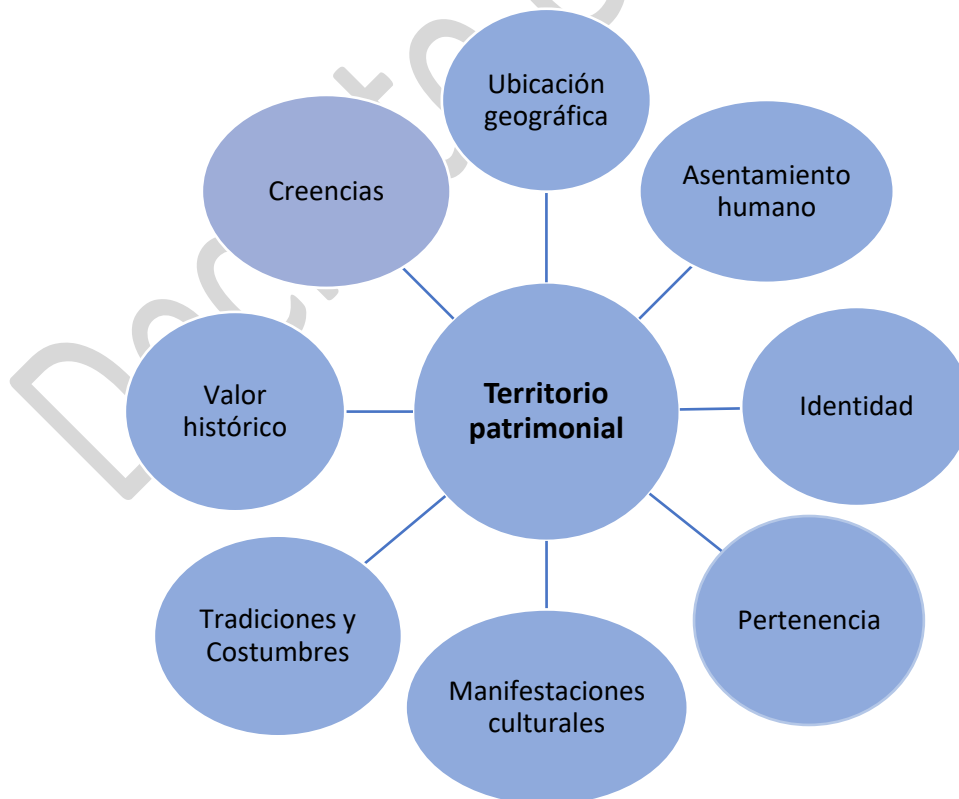 Ubicación
geográfica
Asentamiento
humano
Identidad
Pertenencia
Manifestaciones
culturales
Tradiciones y
Costumbres
Valor
histórico
Creencias
Territorio
patrimonial